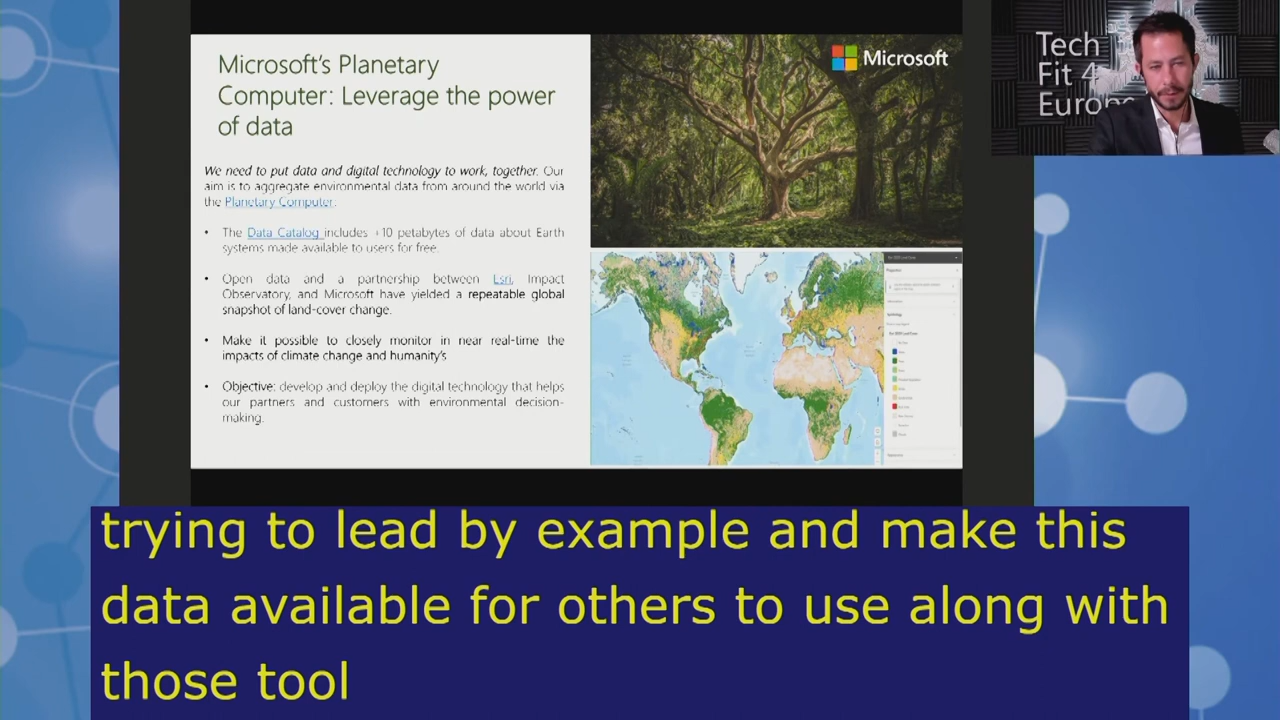 Microsoft's Planetary
Computer: Leverage the power
of data
We need to put data and digital technology to work, together. Our
aim is to aggregate environmental data from around the world via
the Planetary Computer.
• The Data Catalog includes +10 petabytes of data about Earth
systems made available to users for free.
• Open data and a partnership between Esri, Impact
Observatory, and Microsoft have yielded a repeatable global
snapshot of land-cover change.
• Make it possible to closely monitor in near real-time the
impacts of climate change and humanity's
• Objective: develop and deploy the digital technology that helps
our partners and customers with environmental decision-
making.
Microsoft
Tech
Fit 4
Europe
trying to lead by example and make this
data available for others to use along with
those tool